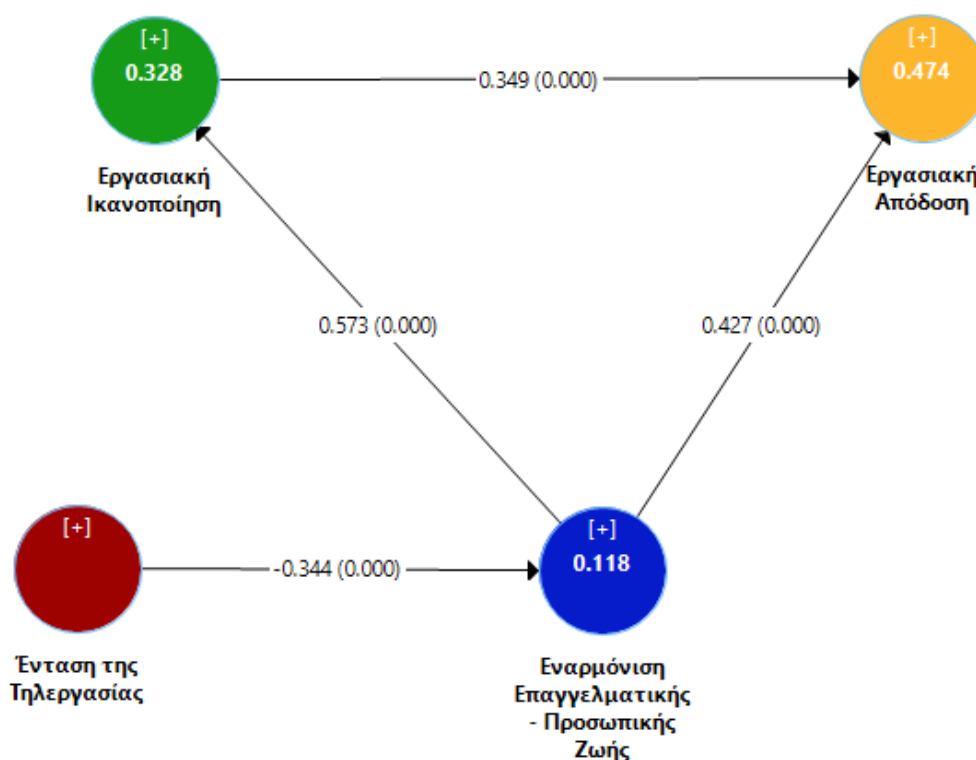 [+]
0.328
Εργασιακή
Ικανοποίηση
0.349 (0.000)
[+]
0.474
Εργασιακή
Απόδοση
0.573 (0.000)
0.427 (0.000)
[+]
Ένταση της
Τηλεργασίας
-0.344 (0.000)
[+]
0.118
Εναρμόνιση
Επαγγελματικής
- Προσωπικής
Ζωής